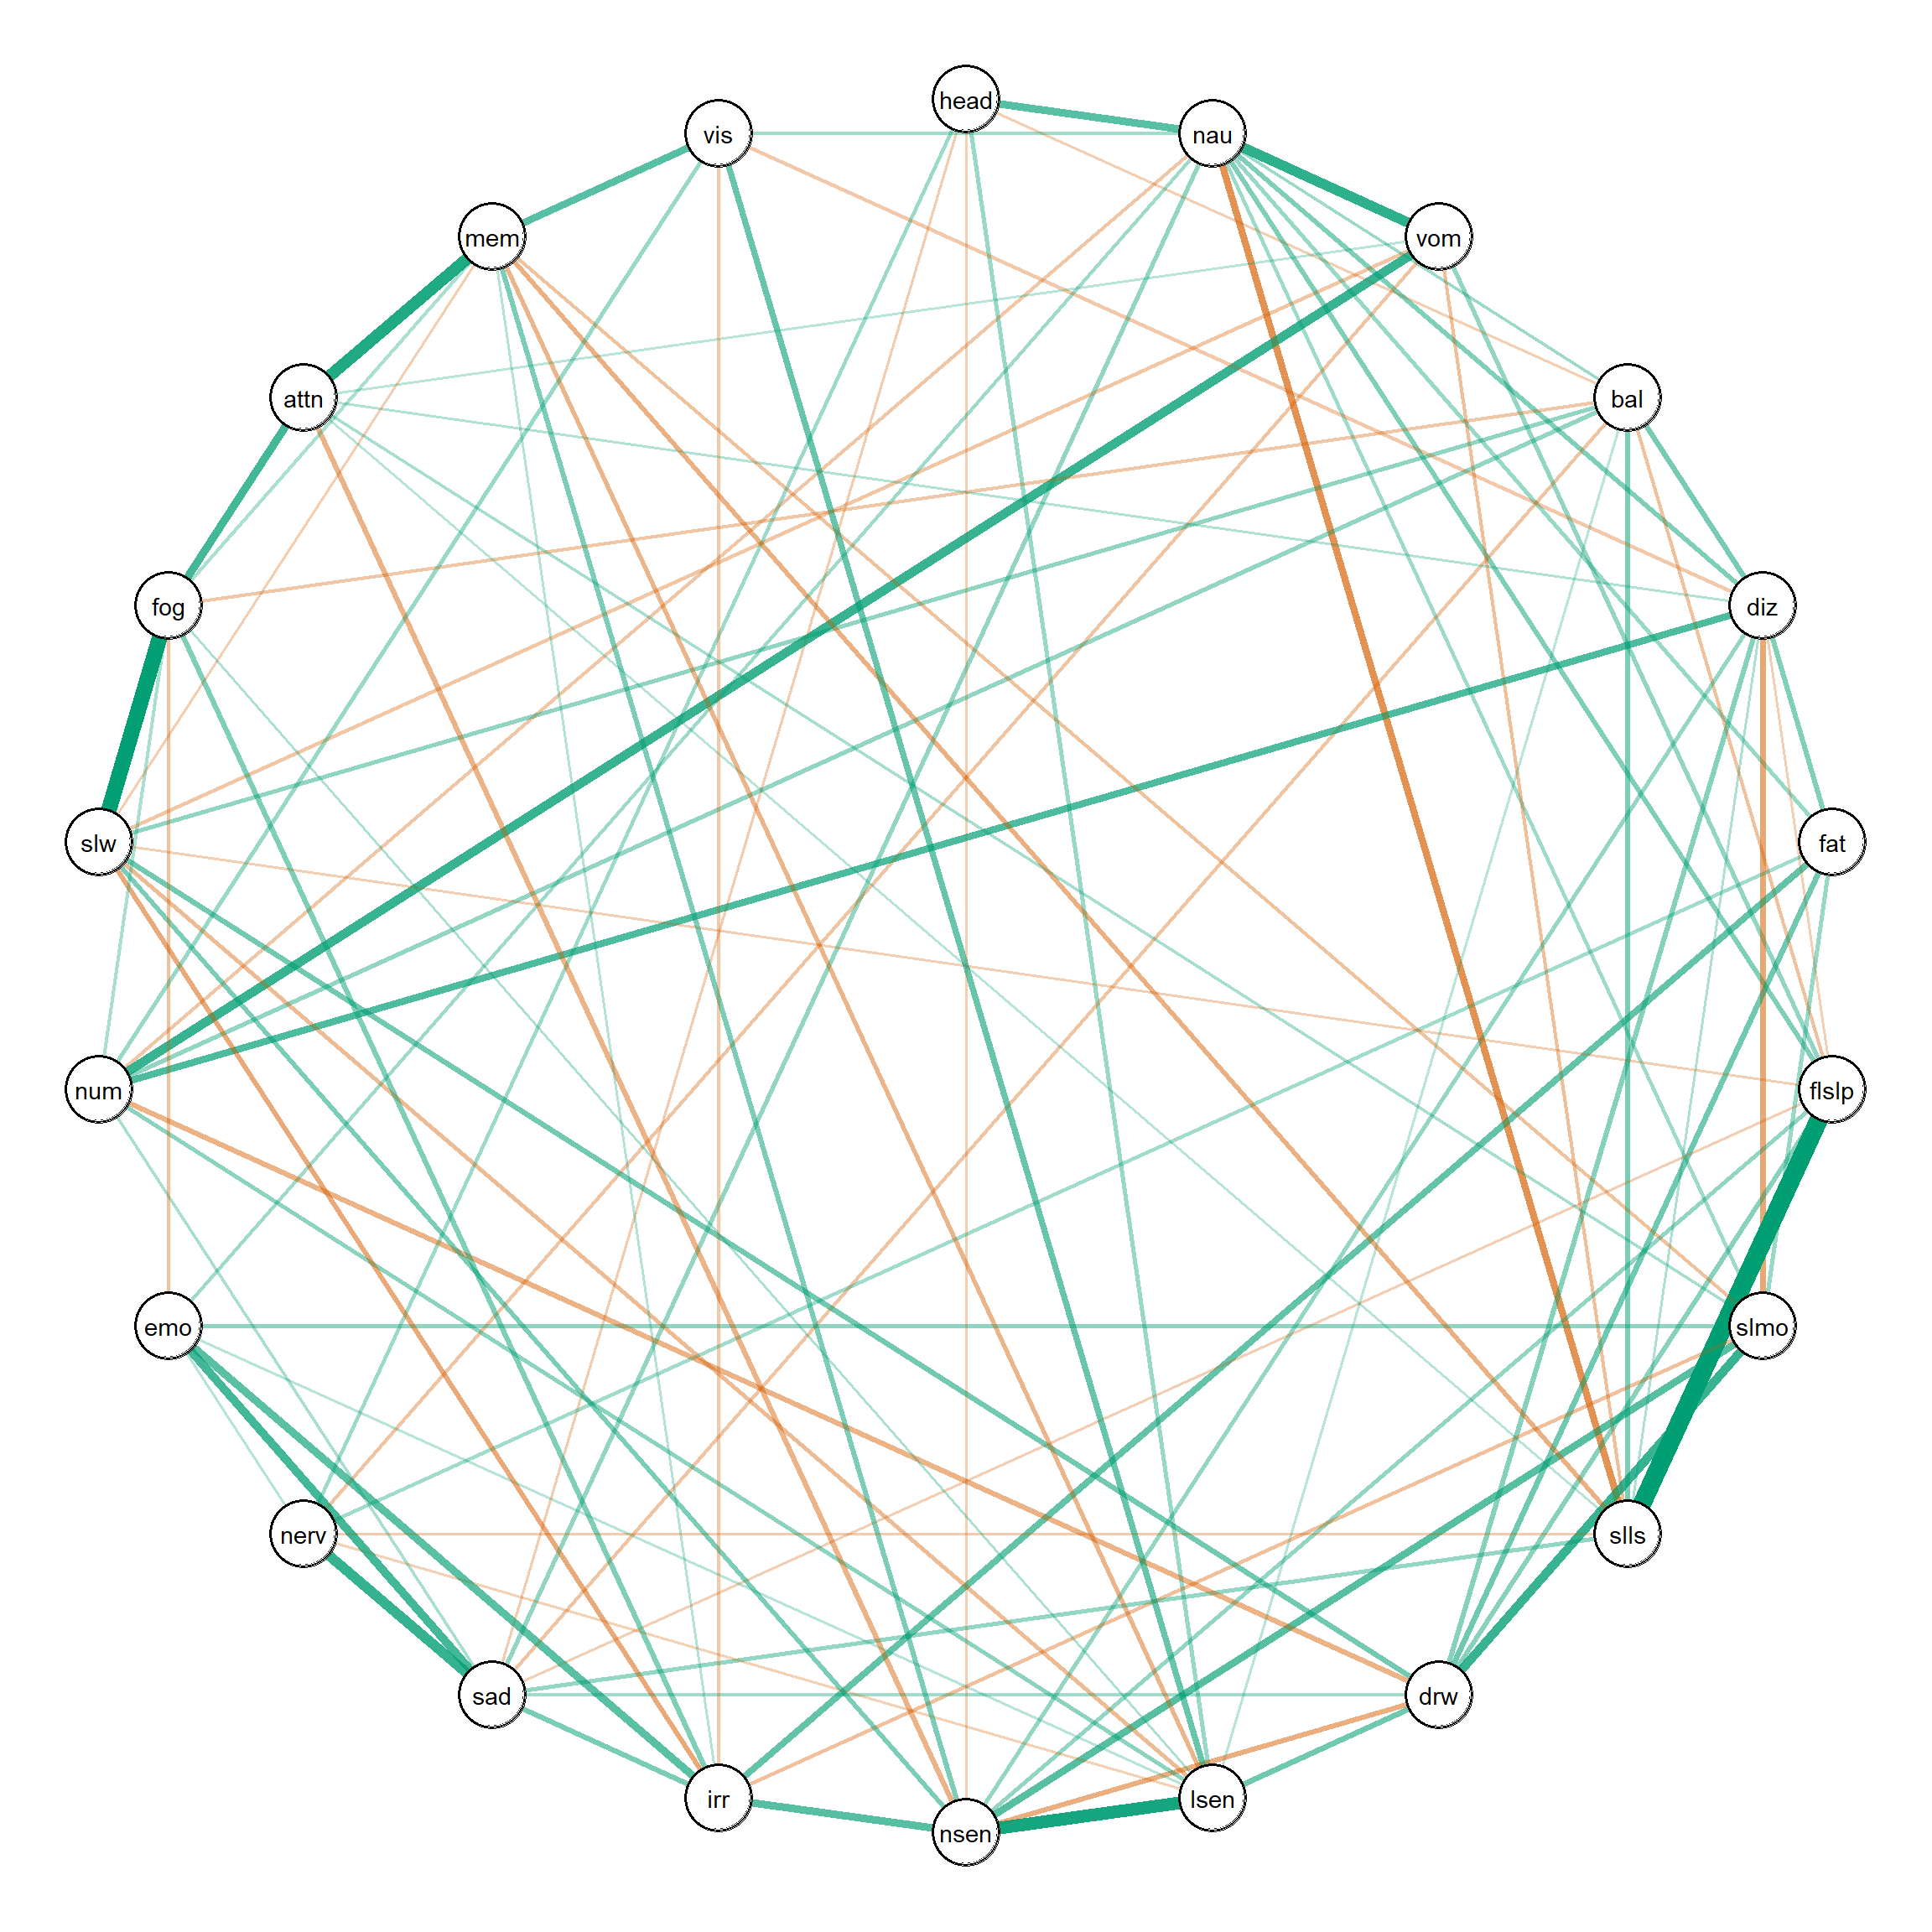 head
vis
nau
mem
vom
attn
bal
fog
diz
slw
fat
num
flslp
emo
slmo
nerv
slls
sad
drw
irr
lsen
nsen